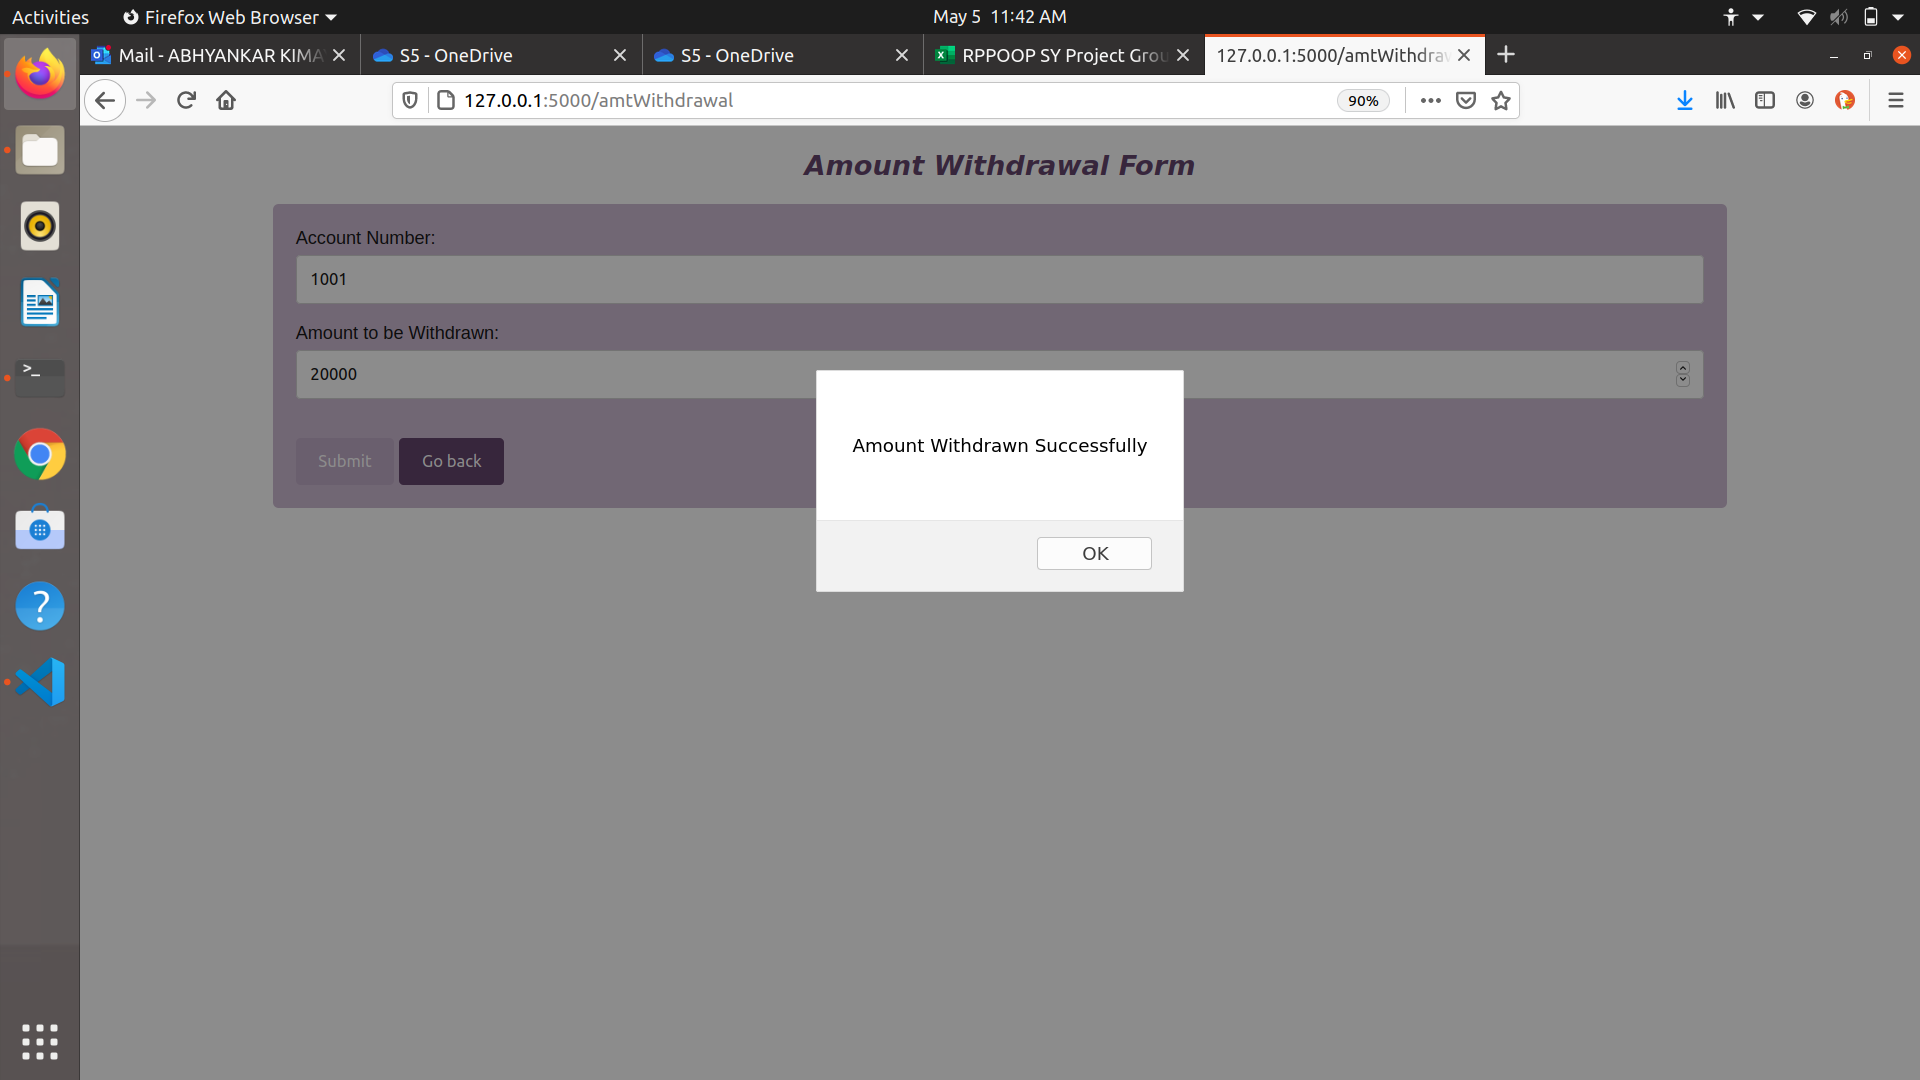 Activities Firefox Web Browser May 5 11:42 AM
Mail - ABHYANKAR KIMA S5 - OneDrive S5 - OneDrive RPPOOP SY Project Grou 127.0.0.1:5000/amtWithdraw
127.0.0.1:5000/amtWithdrawal 90%
Amount Withdrawal Form
Account Number:
1001
Amount to be Withdrawn:
20000
Amount Withdrawn Successfully
Submit Go back
OK